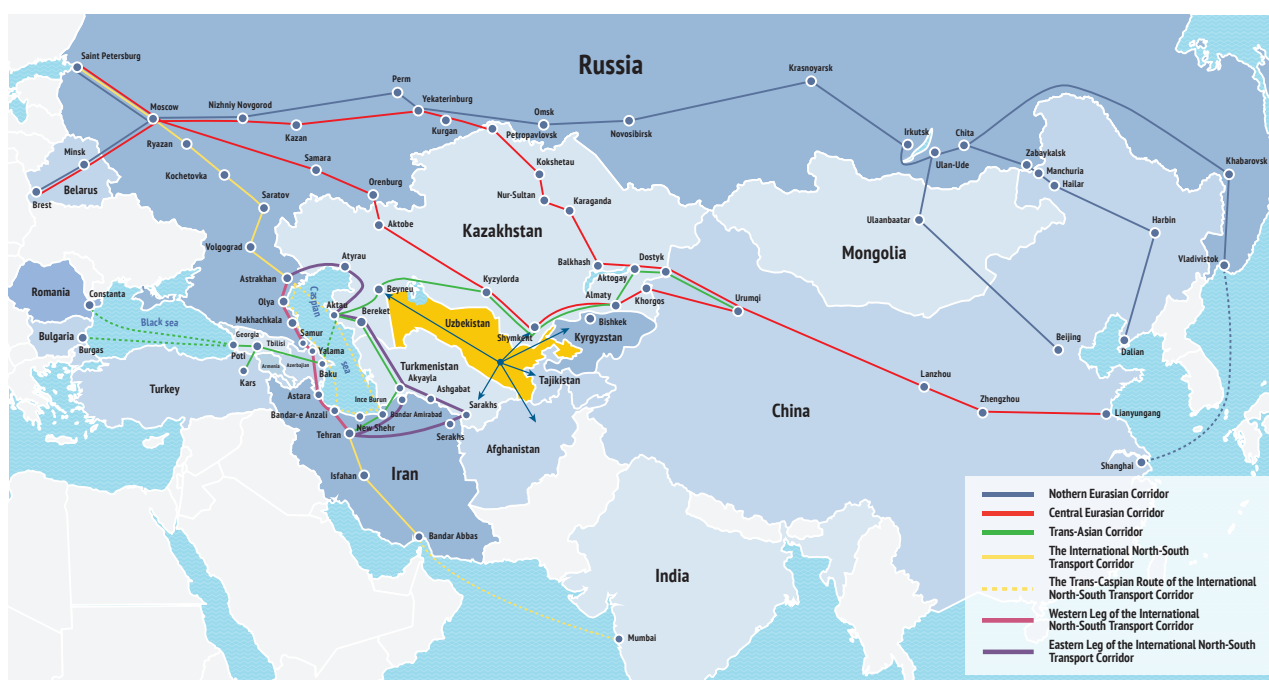 Saint Petersburg
Russia
Krasnoyarsk
Perm
Yekaterinburg
Moscow
Nizhniy Novgorod
Omsk
Kurgan
Petropavlovsk
Novosibirsk
Kazan
Ryazan
Irkutsk
Chita
Ulan-Ude
Zabaykalsk
Manchuria
Hailar
Khabarovsk
Minsk
Belarus
Brest
Kochetovka
Samara
Kokshetau
Orenburg
Nur-Sultan
Karaganda
Saratov
Aktobe
Kazakhstan
Ulaanbaatar
Mongolia
Harbin
Volgograd
Atyrau
Balkhash
Dostyk
Aktogay
Vladivistok
Astrakhan
Romania
Constanta
Olya
Caspian
sea
Beyneu
Kyzylorda
Almaty
Khorgos
Urumqi
Aktau
Bereket
Makhachkala
Black sea
Uzbekistan
Shymkent
Bishkek
Kyrgyzstan
Bulgaria
Burgas
Georgia
Tbilisi
Samur
Yalama
Poti
Armenia
Azerbaijan
Baku
Kars
Turkey
Turkmenistan
Akyayla
Ashgabat
Tajikistan
Beijing
Dalian
Astara
Ince Burun
Sarakhs
Bandar-e Anzali
Bandar Amirabad
New Shehr
Tehran
Serakhs
Lanzhou
Zhengzhou
China
Lianyungang
Afghanistan
Iran
Isfahan
Shanghai
Bandar Abbas
India
Mumbai
Nothern Eurasian Corridor
Central Eurasian Corridor
Trans-Asian Corridor
The International North-South
Transport Corridor
The Trans-Caspian Route of the International
North-South Transport Corridor
Western Leg of the International
North-South Transport Corridor
Eastern Leg of the International North-South
Transport Corridor